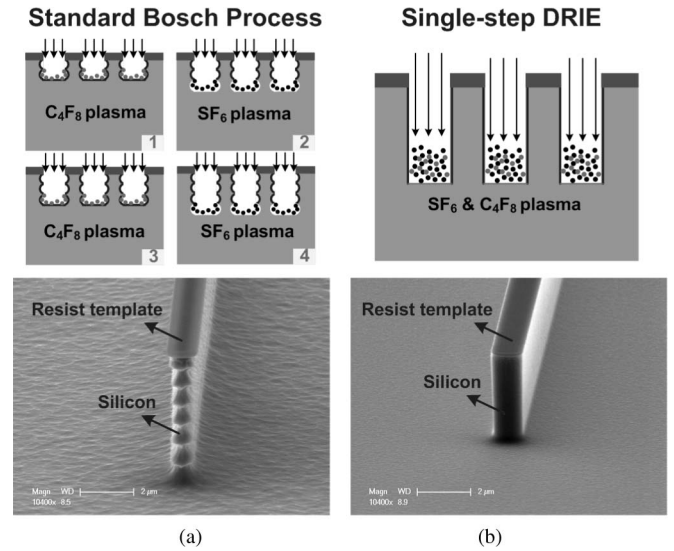 Standard Bosch Process
Single-step DRIE
C₄F₈ plasma
1
SF₆ plasma
2
C₄F₈ plasma
3
SF₆ plasma
4
SF₆ & C₄F₈ plasma
Resist template
Silicon
Magn WD
10400x 8.5
2 µm
Resist template
Silicon
Magn WD
10400x 8.9
2 µm
(a)
(b)